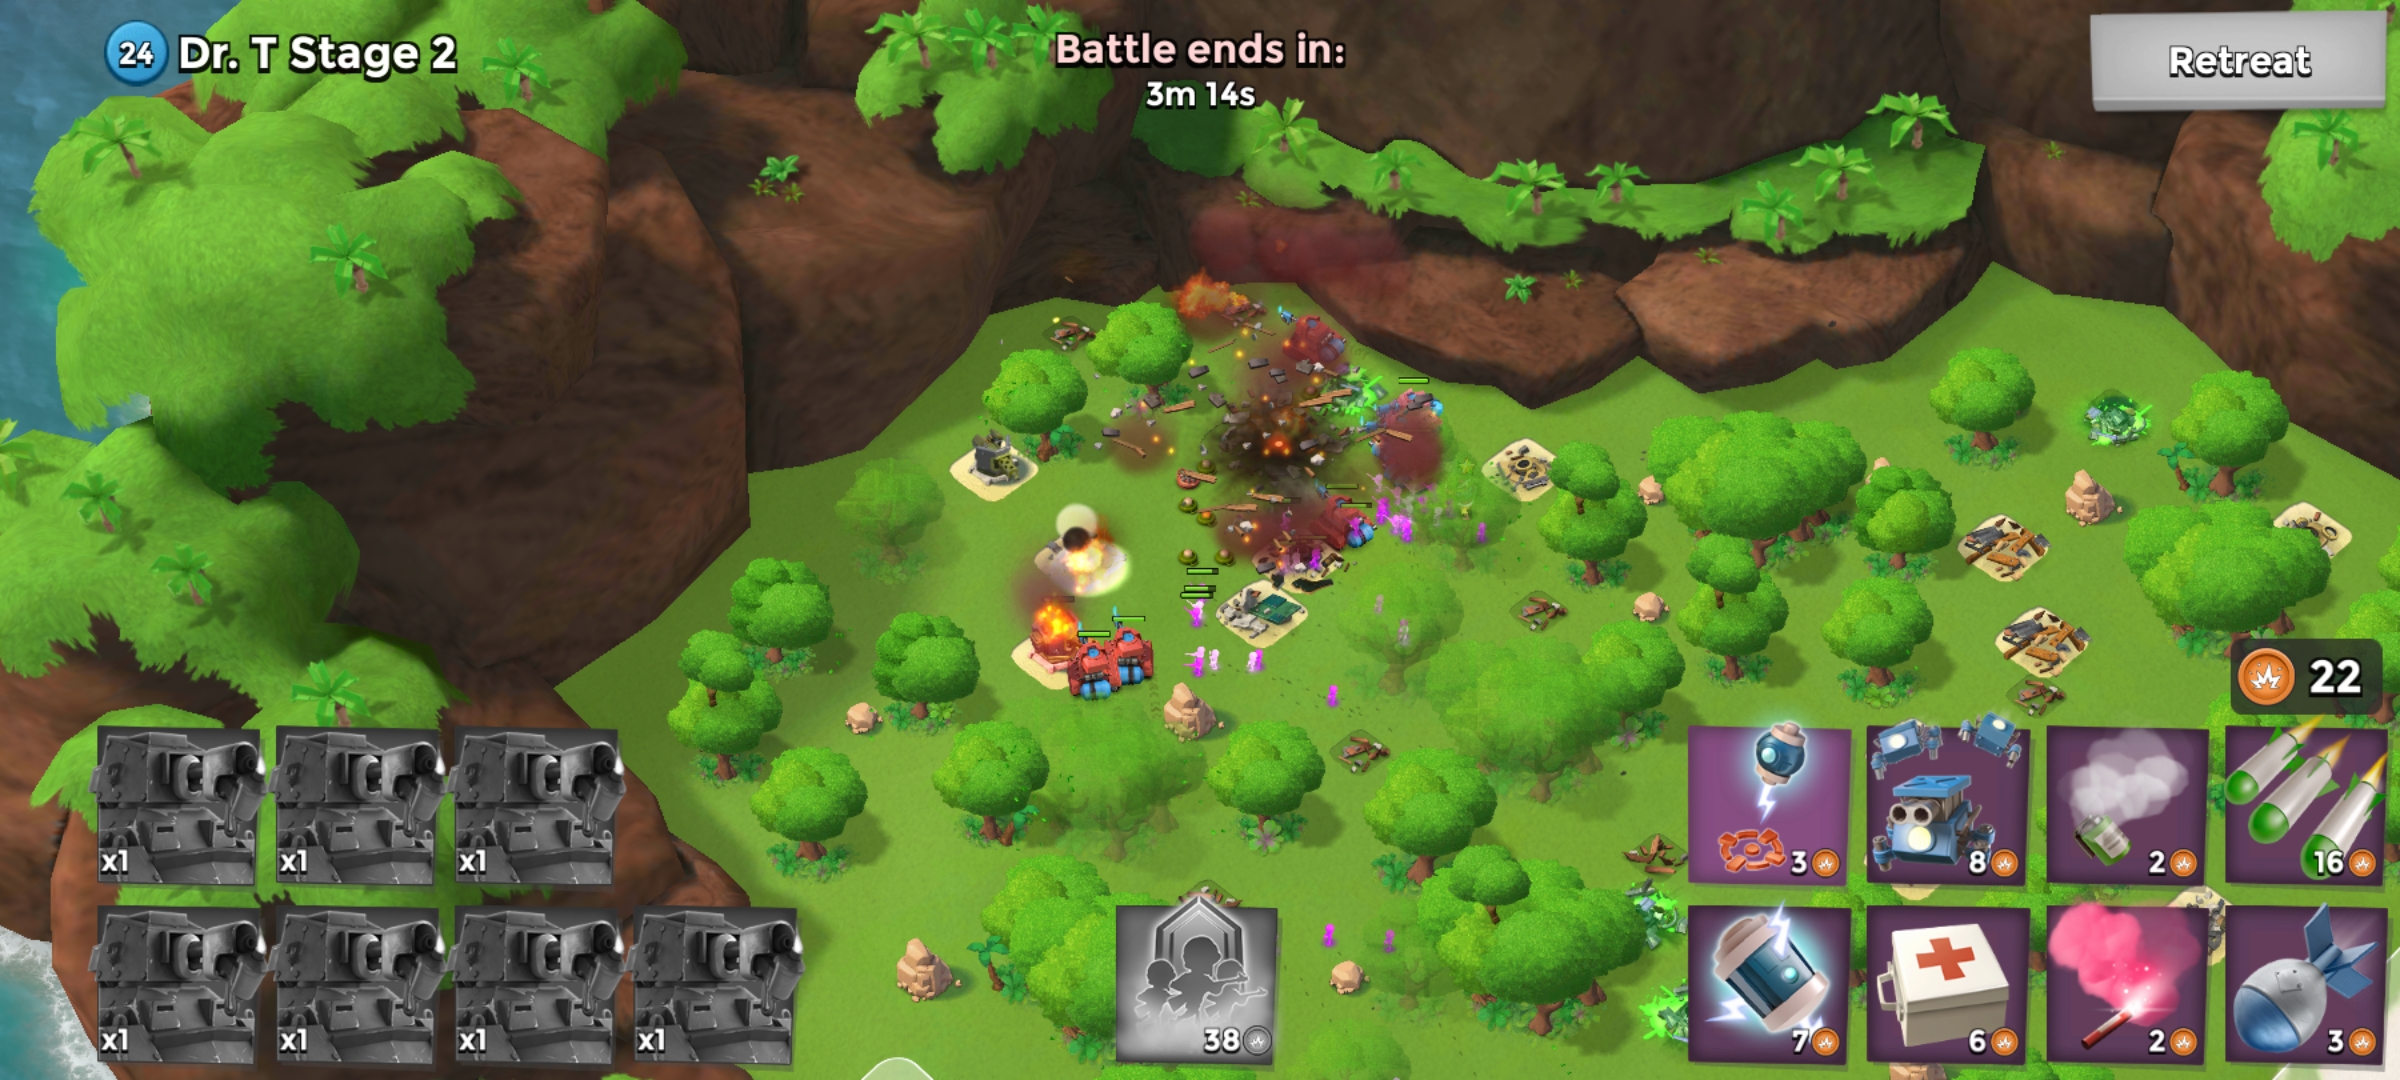 24 Dr. T Stage 2
Battle ends in:
3m 14s
Retreat
22
x1 x1 x1
3 8 2 16
x1 x1 x1 x1
38
7 6 2 3